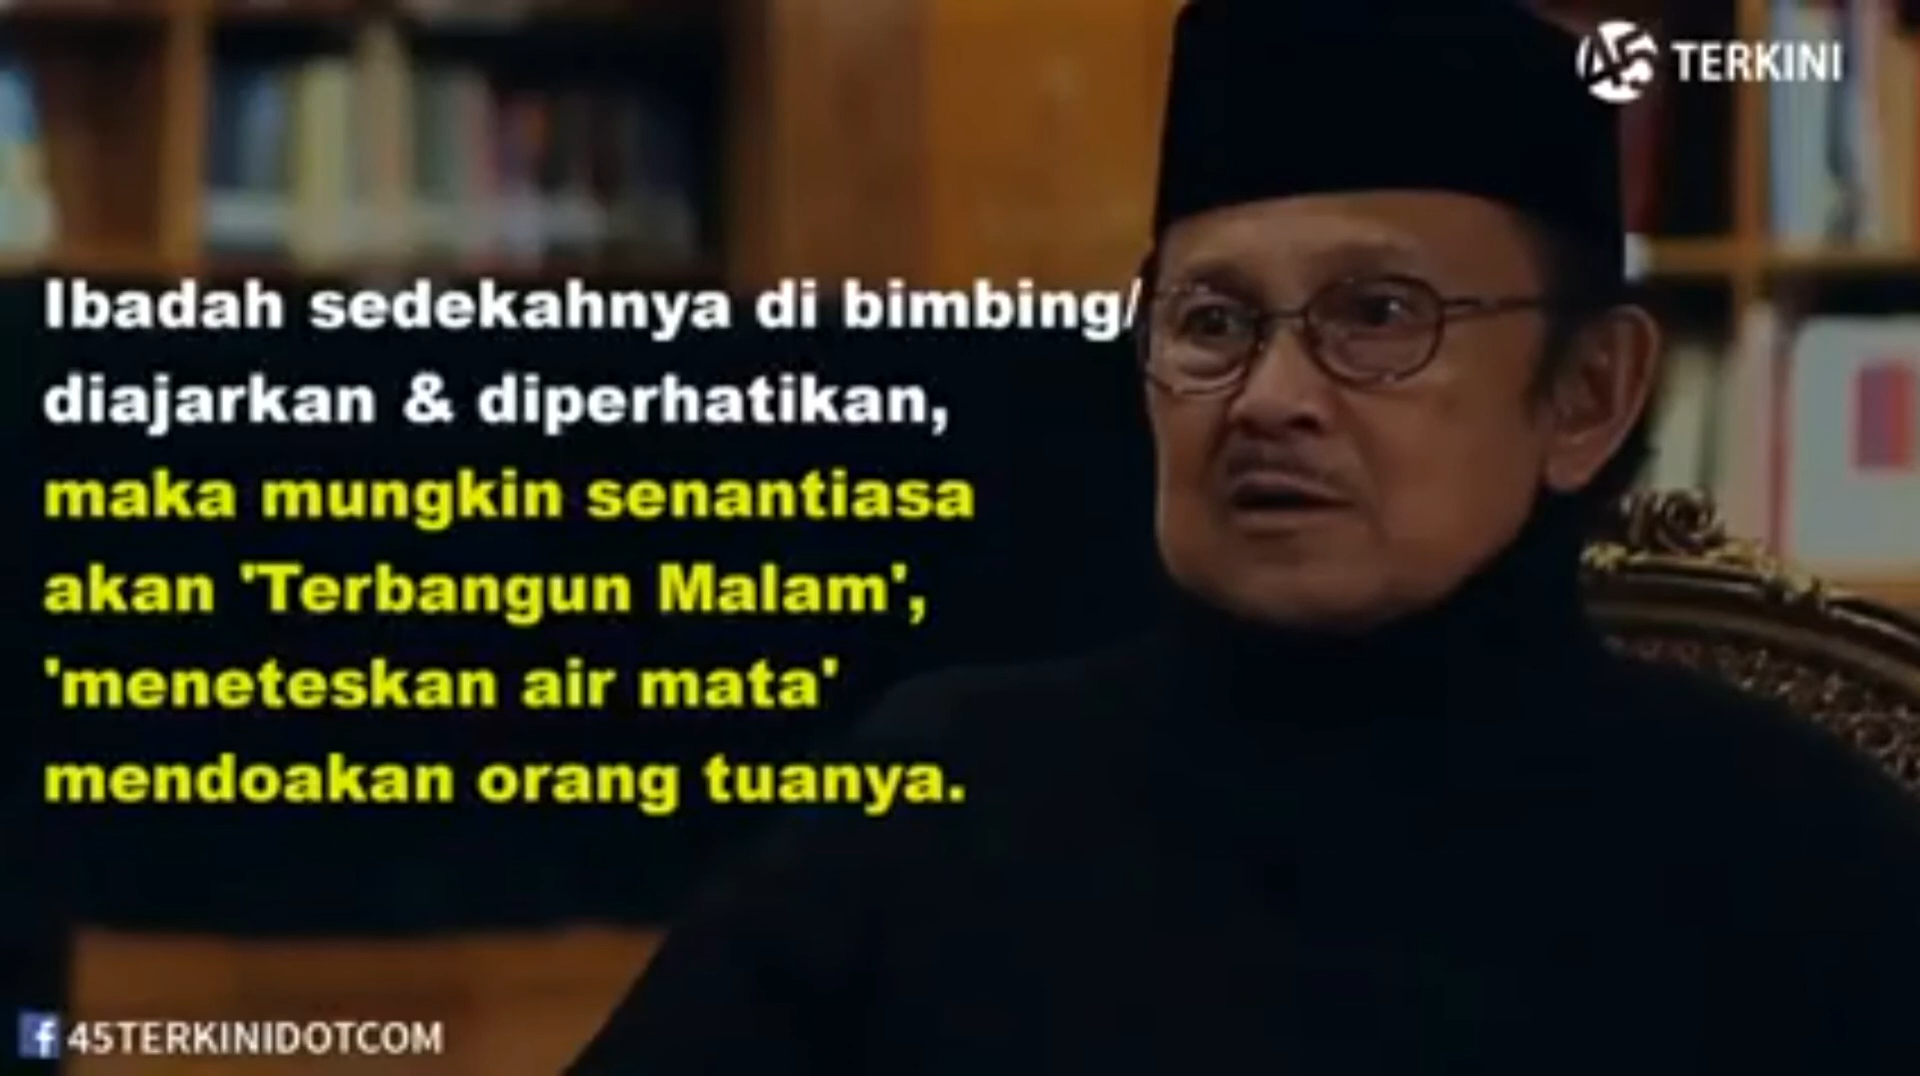 45 TERKINI
Ibadah sedekahnya di bimbing/
diajarkan & diperhatikan,
maka mungkin senantiasa
akan 'Terbangun Malam',
'meneteskan air mata'
mendoakan orang tuanya.
f 45TERKINIDOTCOM